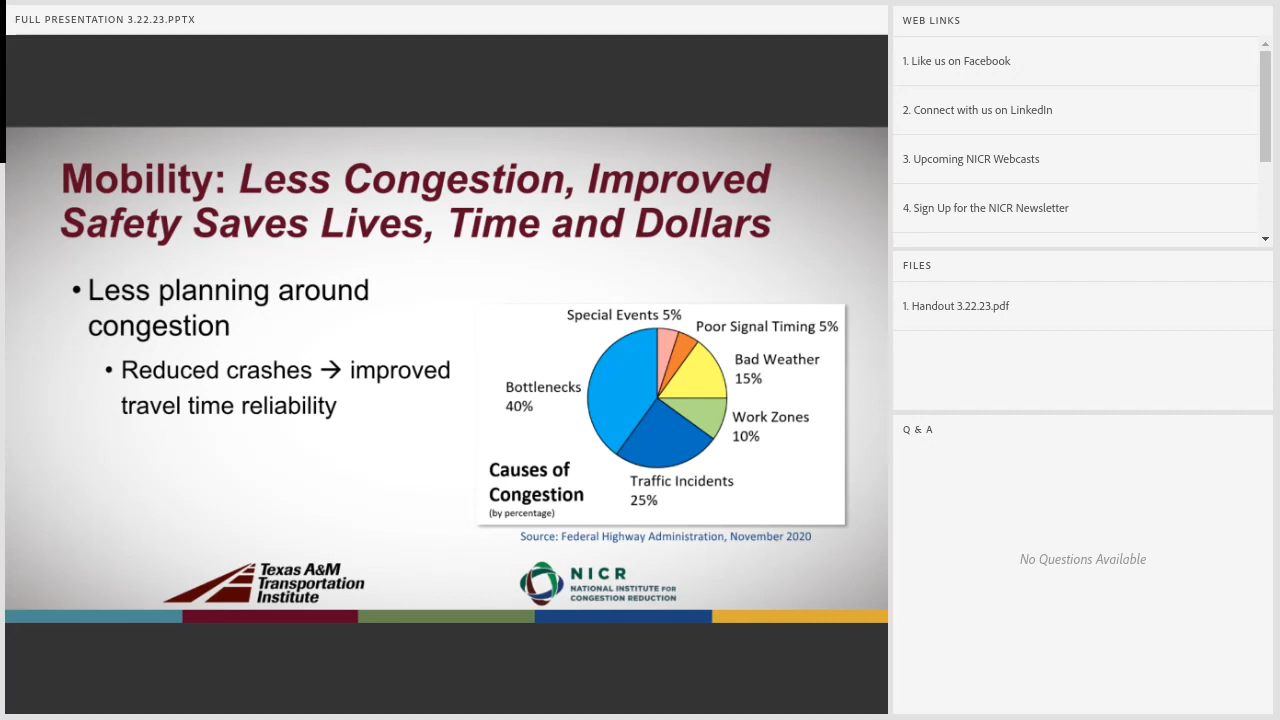 FULL PRESENTATION 3.22.23.PPTX
Mobility: Less Congestion, Improved
Safety Saves Lives, Time and Dollars
• Less planning around
congestion
• Reduced crashes → improved
travel time reliability
Special Events 5%
Poor Signal Timing 5%
Bad Weather
15%
Bottlenecks
40%
Work Zones
10%
Causes of
Congestion
(by percentage)
Traffic Incidents
25%
Source: Federal Highway Administration, November 2020
Texas A&M
Transportation
Institute
NICR
NATIONAL INSTITUTE FOR
CONGESTION REDUCTION
WEB LINKS
1. Like us on Facebook
2. Connect with us on LinkedIn
3. Upcoming NICR Webcasts
4. Sign Up for the NICR Newsletter
FILES
1. Handout 3.22.23.pdf
Q & A
No Questions Available